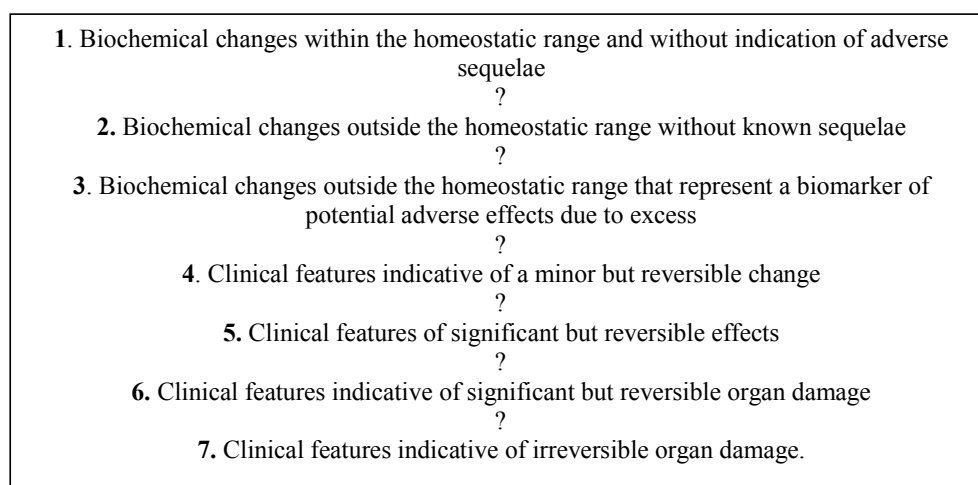 1. Biochemical changes within the homeostatic range and without indication of adverse
sequelae
?
2. Biochemical changes outside the homeostatic range without known sequelae
?
3. Biochemical changes outside the homeostatic range that represent a biomarker of
potential adverse effects due to excess
?
4. Clinical features indicative of a minor but reversible change
?
5. Clinical features of significant but reversible effects
?
6. Clinical features indicative of significant but reversible organ damage
?
7. Clinical features indicative of irreversible organ damage.